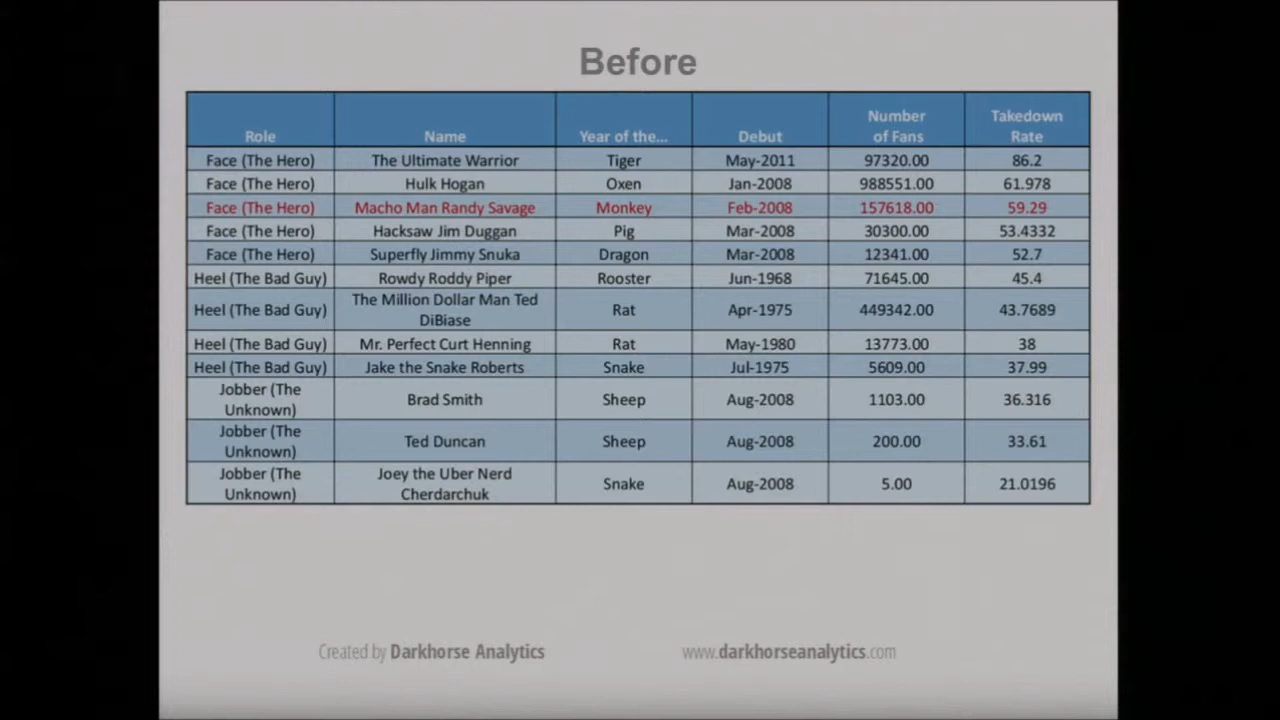 Before
Role Name Year of the... Debut Number of Fans Takedown Rate
Face (The Hero) The Ultimate Warrior Tiger May-2011 97320.00 86.2
Face (The Hero) Hulk Hogan Oxen Jan-2008 988551.00 61.978
Face (The Hero) Macho Man Randy Savage Monkey Feb-2008 157618.00 59.29
Face (The Hero) Hacksaw Jim Duggan Pig Mar-2008 30300.00 53.4332
Face (The Hero) Superfly Jimmy Snuka Dragon Mar-2008 12341.00 52.7
Heel (The Bad Guy) Rowdy Roddy Piper Rooster Jun-1968 71645.00 45.4
Heel (The Bad Guy) The Million Dollar Man Ted DiBiase Rat Apr-1975 449342.00 43.7689
Heel (The Bad Guy) Mr. Perfect Curt Henning Rat May-1980 13773.00 38
Heel (The Bad Guy) Jake the Snake Roberts Snake Jul-1975 5609.00 37.99
Jobber (The Unknown) Brad Smith Sheep Aug-2008 1103.00 36.316
Jobber (The Unknown) Ted Duncan Sheep Aug-2008 200.00 33.61
Jobber (The Unknown) Joey the Uber Nerd Cherdarchuk Snake Aug-2008 5.00 21.0196
Created by Darkhorse Analytics www.darkhorseanalytics.com